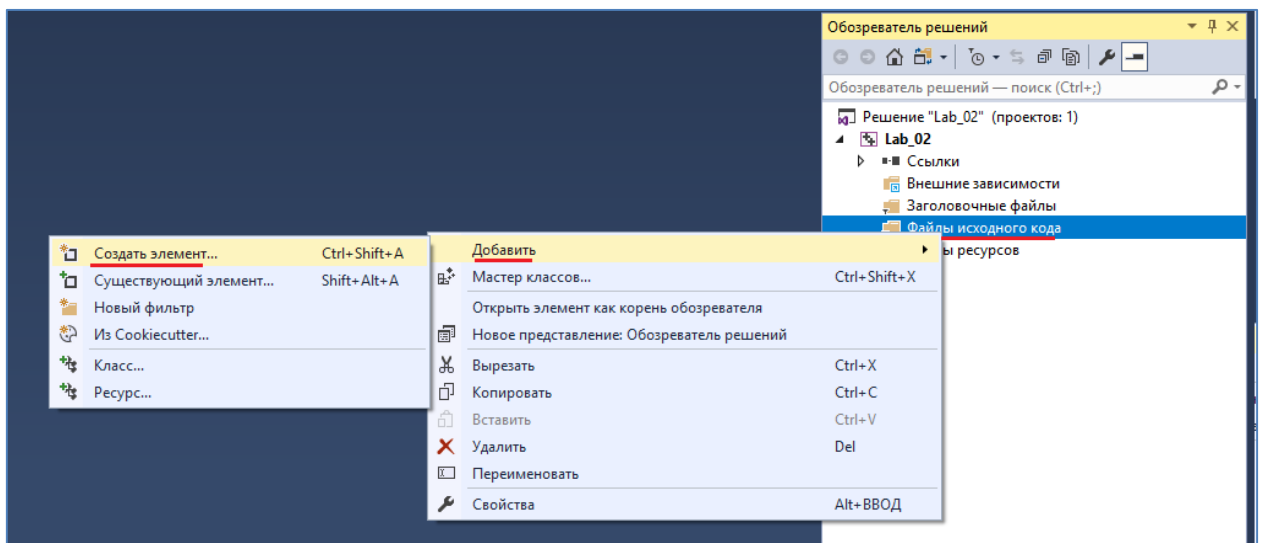 Обозреватель решений
Обозреватель решений — поиск (Ctrl+;)
Решение "Lab_02" (проектов: 1)
Lab_02
Ссылки
Внешние зависимости
Заголовочные файлы
Файлы исходного кода
ы ресурсов
Добавить
Мастер классов... Ctrl+Shift+X
Открыть элемент как корень обозревателя
Новое представление: Обозреватель решений
Вырезать Ctrl+X
Копировать Ctrl+C
Вставить Ctrl+V
Удалить Del
Переименовать
Свойства Alt+ВВОД
Создать элемент... Ctrl+Shift+A
Существующий элемент... Shift+Alt+A
Новый фильтр
Из Cookiecutter...
Класс...
Ресурс...